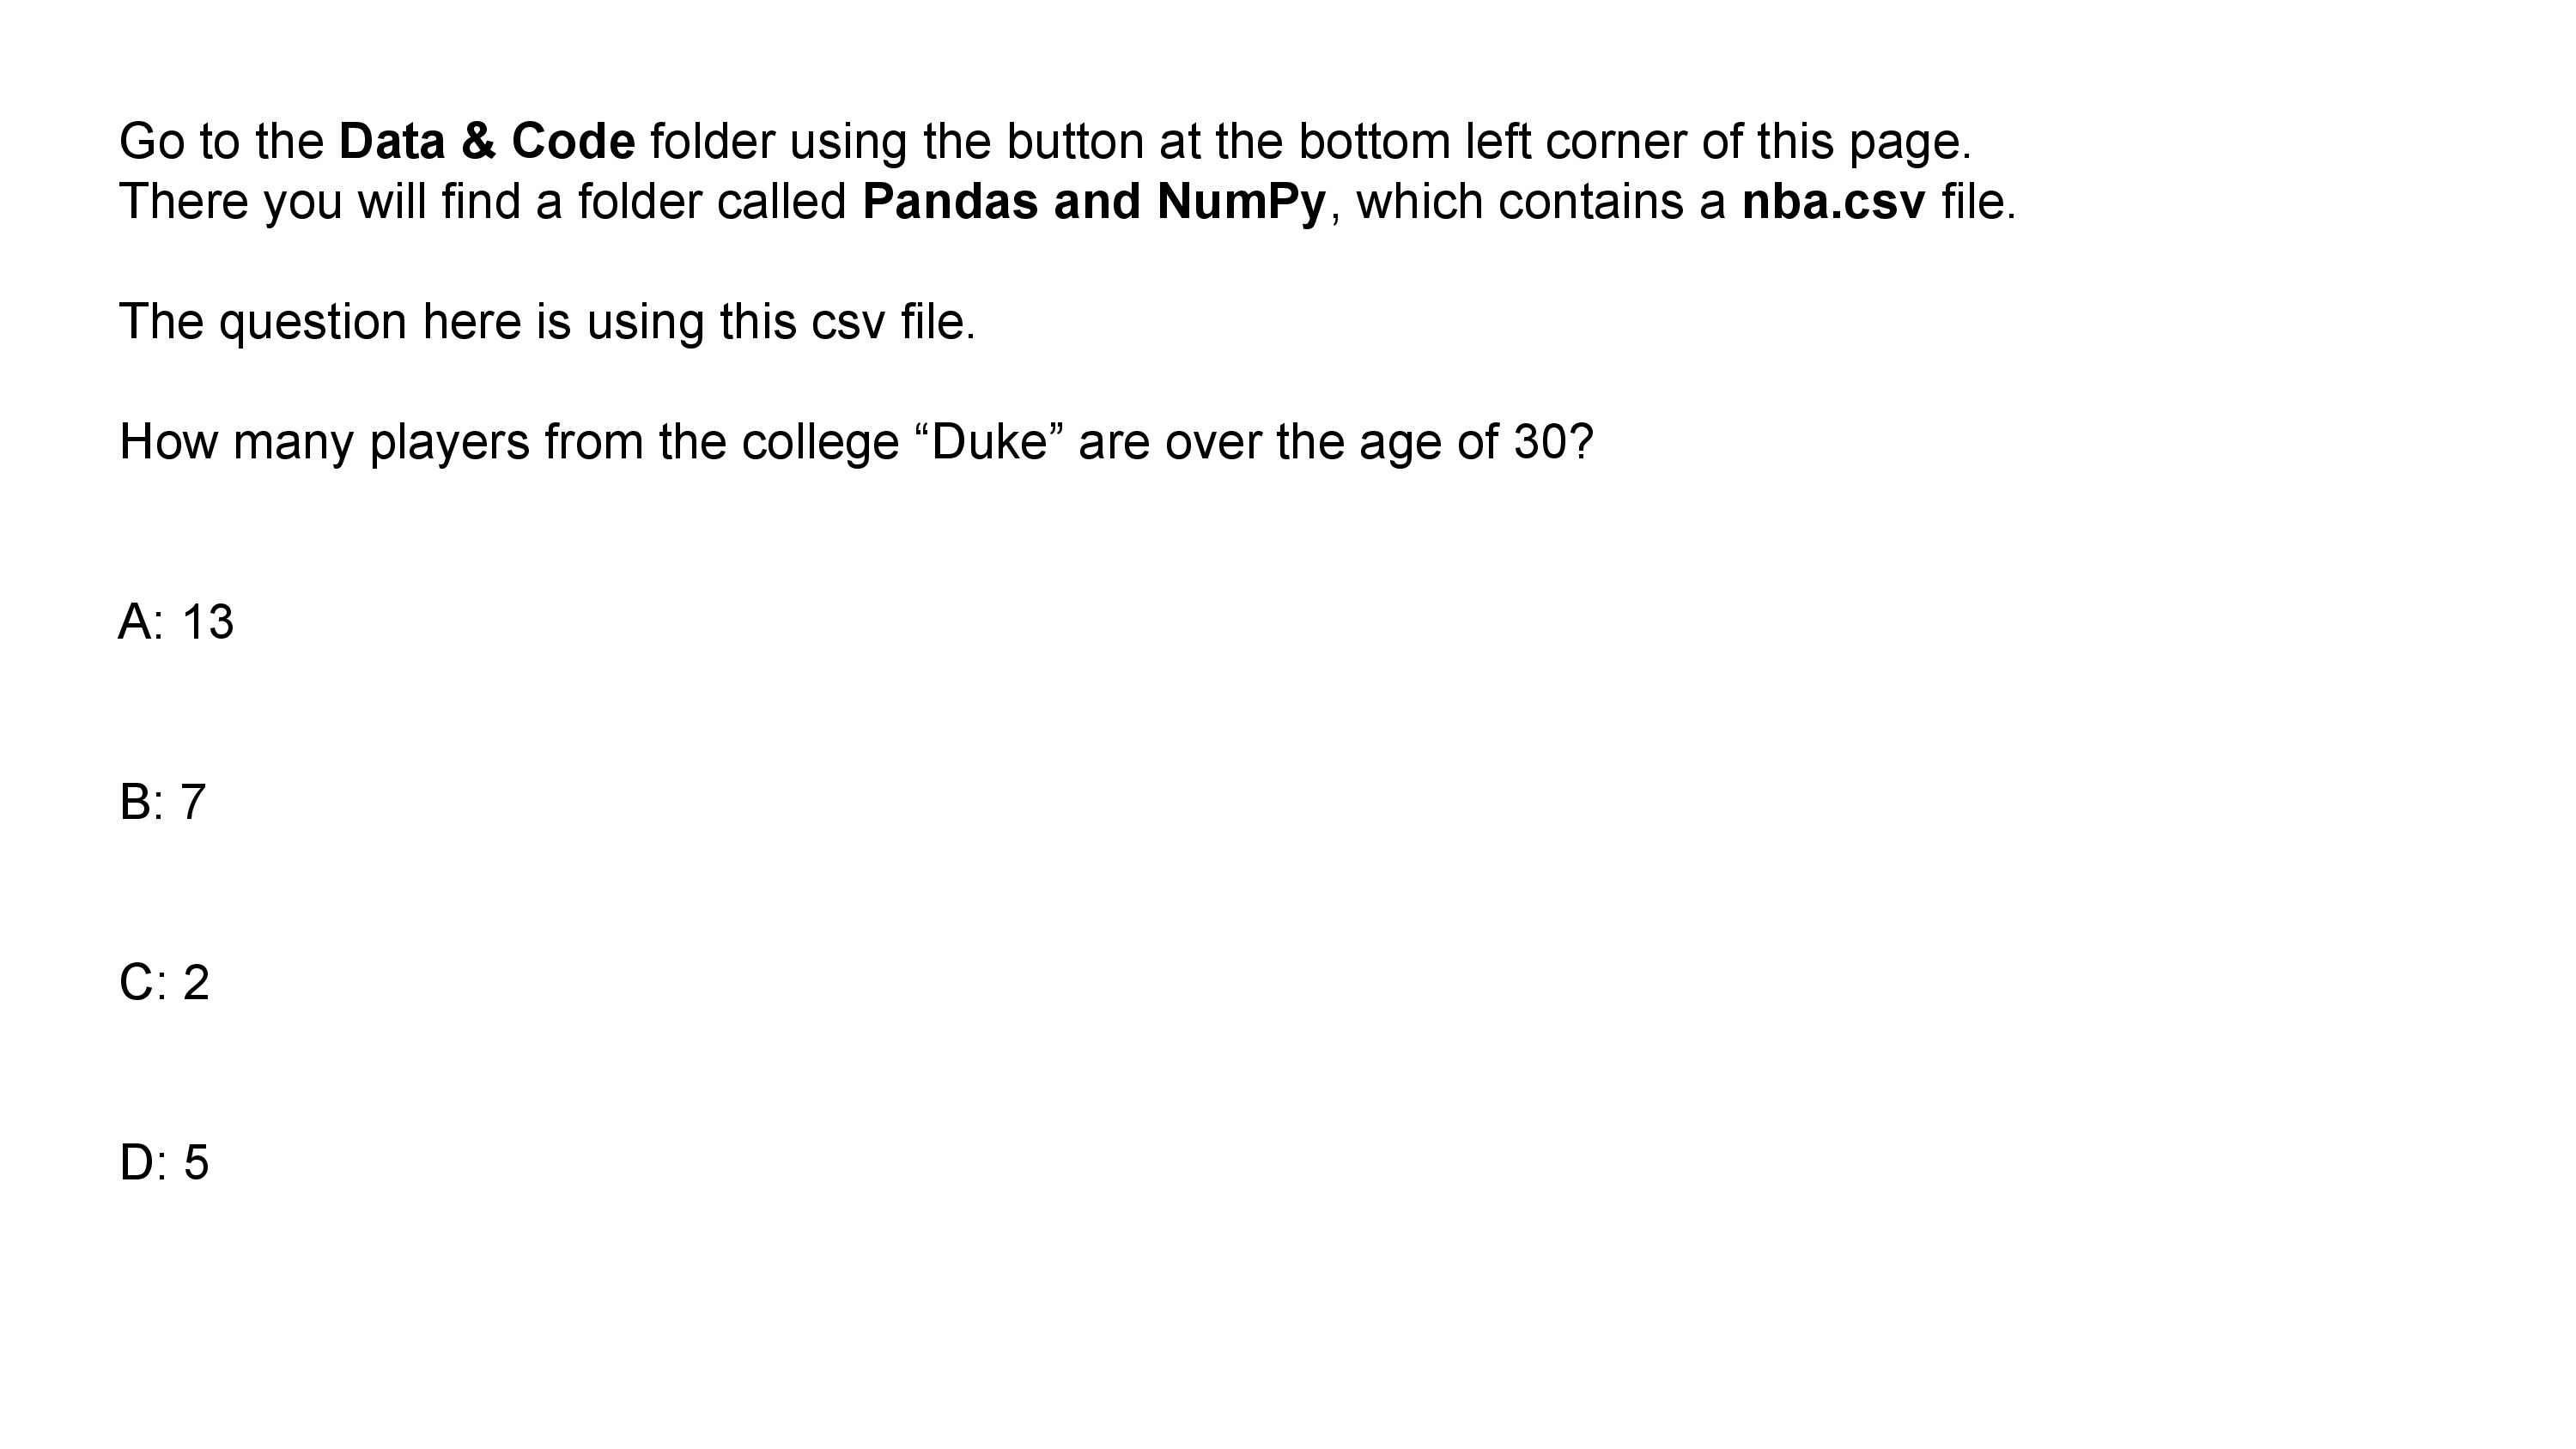 Go to the Data & Code folder using the button at the bottom left corner of this page.
There you will find a folder called Pandas and NumPy, which contains a nba.csv file.
The question here is using this csv file.
How many players from the college “Duke” are over the age of 30?
A: 13
B: 7
C: 2
D: 5